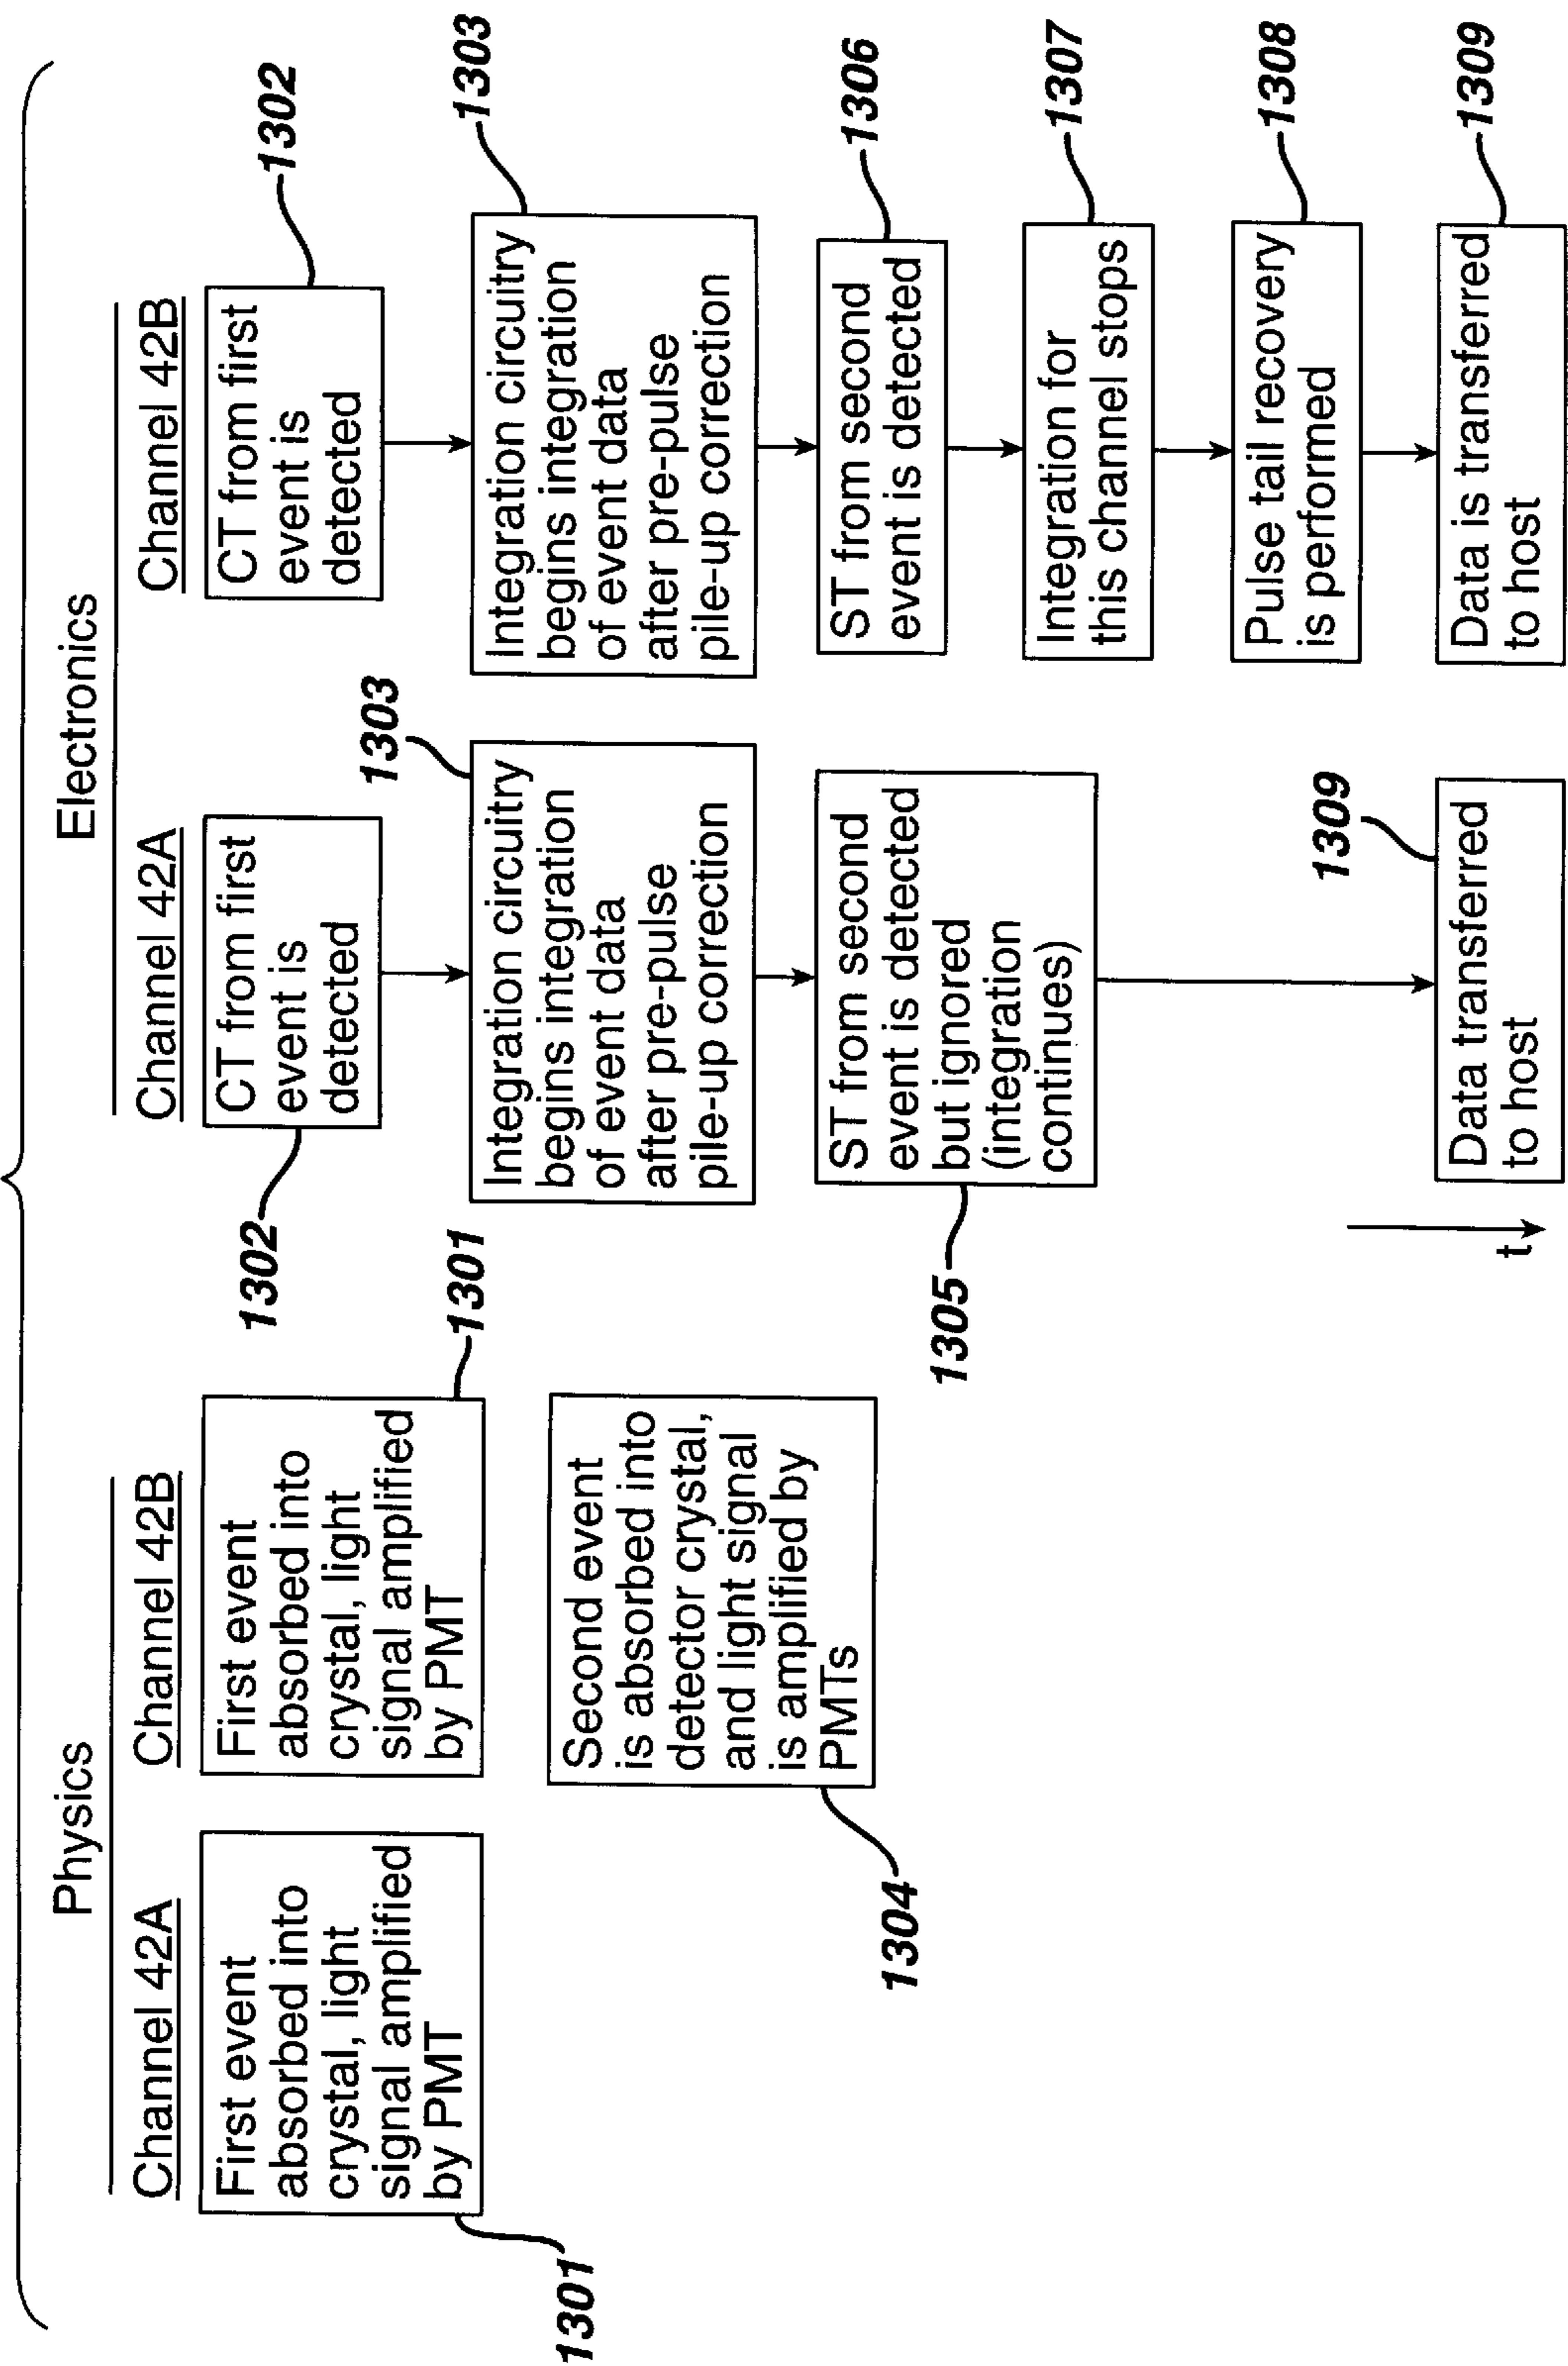 Physics
Channel 42A
First event
absorbed into
crystal, light
signal amplified
by PMT
1301
Channel 42B
First event
absorbed into
crystal, light
signal amplified
by PMT
1301
Second event
is absorbed into
detector crystal,
and light signal
is amplified by
PMTs
1304
Electronics
Channel 42A
CT from first
event is
detected
1302
Integration circuitry
begins integration
of event data
after pre-pulse
pile-up correction
1303
ST from second
event is detected
but ignored
(integration
continues)
1305
Data transferred
to host
1309
t
Channel 42B
CT from first
event is
detected
1302
Integration circuitry
begins integration
of event data
after pre-pulse
pile-up correction
1303
ST from second
event is detected
1306
Integration for
this channel stops
1307
Pulse tail recovery
is performed
1308
Data is transferred
to host
1309